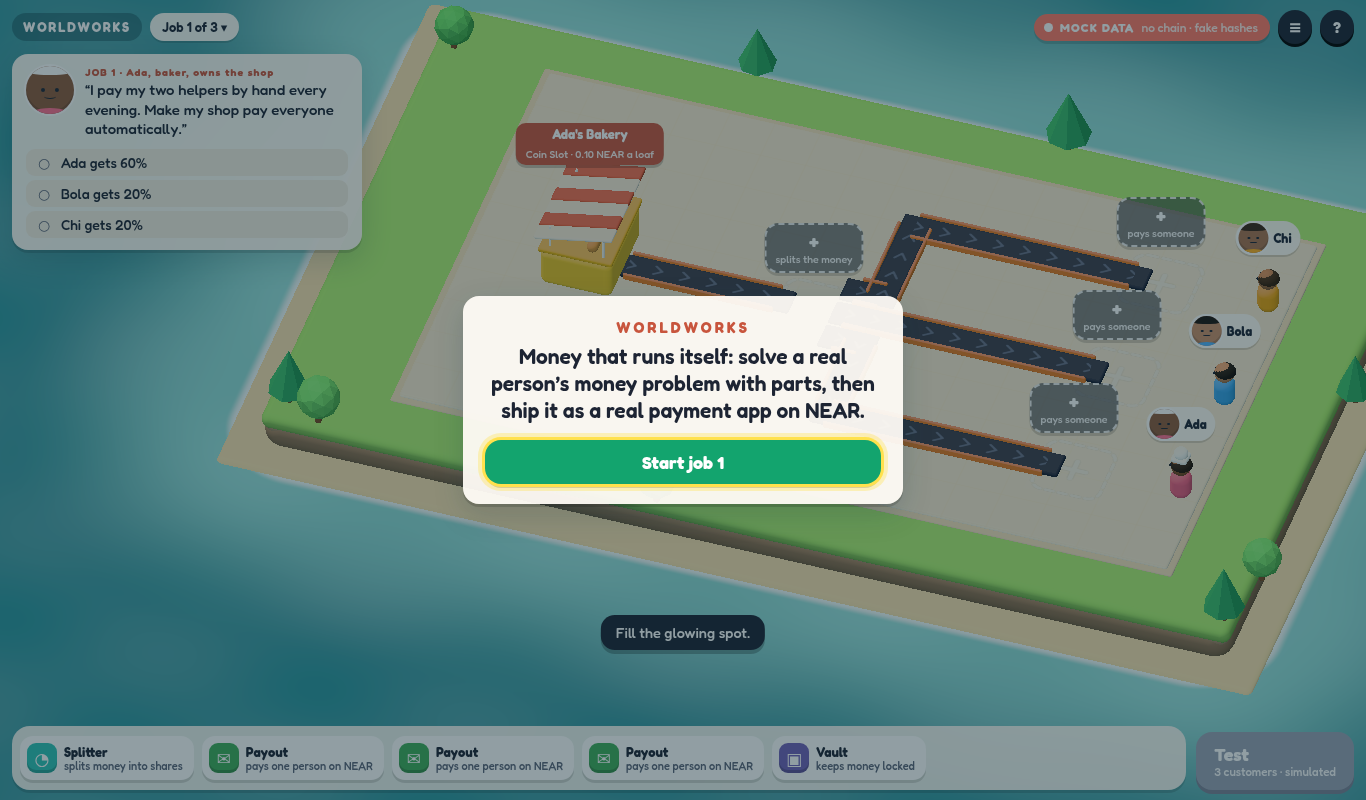 WORLDWORKS
Job 1 of 3 ▾
MOCK DATA no chain · fake hashes
☰
?
JOB 1 · Ada, baker, owns the shop
“I pay my two helpers by hand every
evening. Make my shop pay everyone
automatically.”
Ada gets 60%
Bola gets 20%
Chi gets 20%
Ada's Bakery
Coin Slot · 0.10 NEAR a loaf
+
splits the money
+
pays someone
Chi
+
pays someone
Bola
+
pays someone
Ada
WORLDWORKS
Money that runs itself: solve a real
person’s money problem with parts, then
ship it as a real payment app on NEAR.
Start job 1
Fill the glowing spot.
Splitter
splits money into shares
Payout
pays one person on NEAR
Payout
pays one person on NEAR
Payout
pays one person on NEAR
Vault
keeps money locked
Test
3 customers · simulated